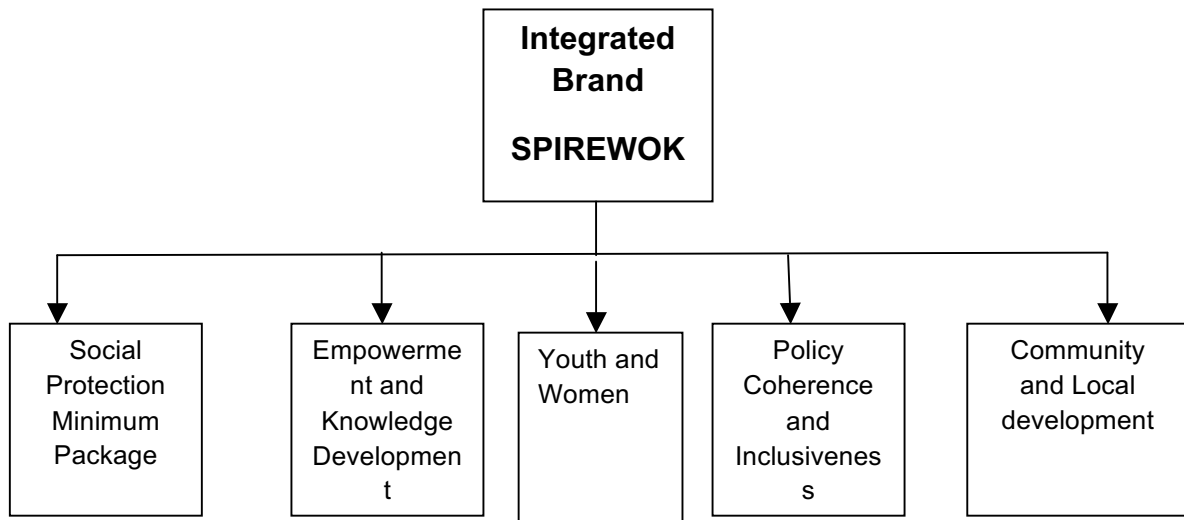 Integrated
Brand
SPIREWOK
Social
Protection
Minimum
Package
Empowerme
nt and
Knowledge
Developmen
t
Youth and
Women
Policy
Coherence
and
Inclusivenes
s
Community
and Local
development